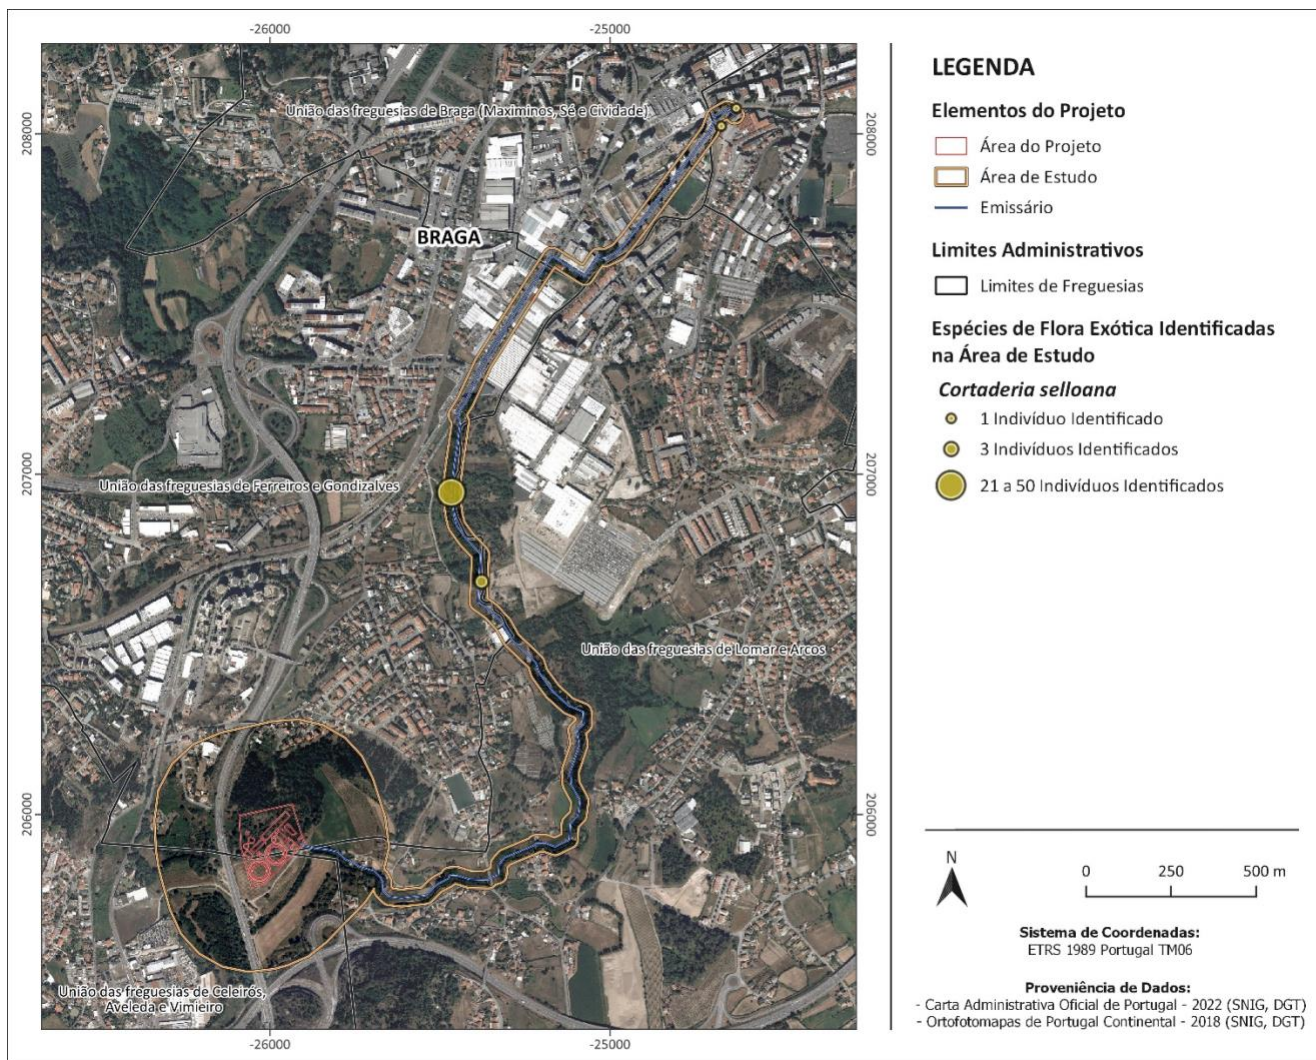 -26000
-25000
208000
208000
União das freguesias de Braga (Maximinos, Sé e Cividade)
BRAGA
207000
207000
União das freguesias de Ferreiros e Gondizalves
União das freguesias de Lomar e Arcos
206000
206000
União das freguesias de Celeirós,
Aveleda e Vimieiro
-26000
-25000
LEGENDA
Elementos do Projeto
Área do Projeto
Área de Estudo
Emissário
Limites Administrativos
Limites de Freguesias
Espécies de Flora Exótica Identificadas
na Área de Estudo
Cortaderia selloana
1 Indivíduo Identificado
3 Indivíduos Identificados
21 a 50 Indivíduos Identificados
N
0 250 500 m
Sistema de Coordenadas:
ETRS 1989 Portugal TM06
Proveniência de Dados:
- Carta Administrativa Oficial de Portugal - 2022 (SNIG, DGT)
- Ortofotomapas de Portugal Continental - 2018 (SNIG, DGT)